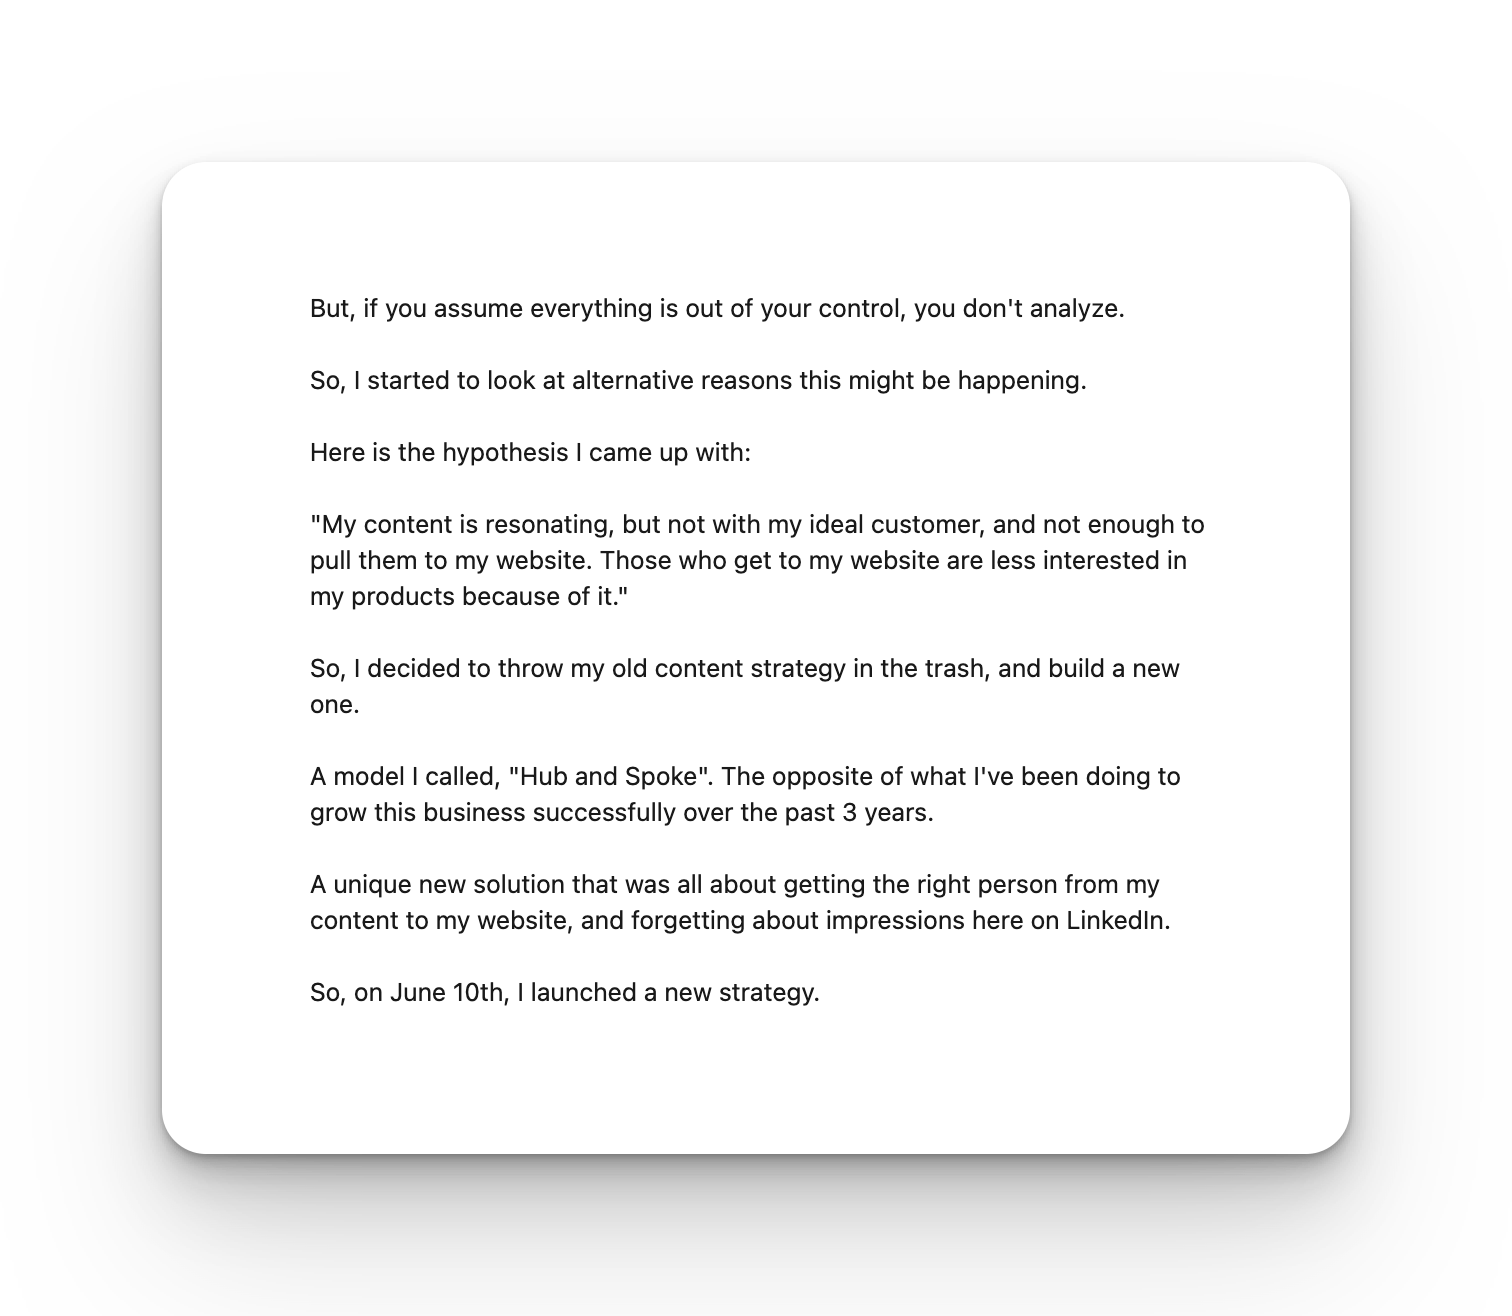 But, if you assume everything is out of your control, you don't analyze.
So, I started to look at alternative reasons this might be happening.
Here is the hypothesis I came up with:
"My content is resonating, but not with my ideal customer, and not enough to
pull them to my website. Those who get to my website are less interested in
my products because of it."
So, I decided to throw my old content strategy in the trash, and build a new
one.
A model I called, "Hub and Spoke". The opposite of what I've been doing to
grow this business successfully over the past 3 years.
A unique new solution that was all about getting the right person from my
content to my website, and forgetting about impressions here on LinkedIn.
So, on June 10th, I launched a new strategy.